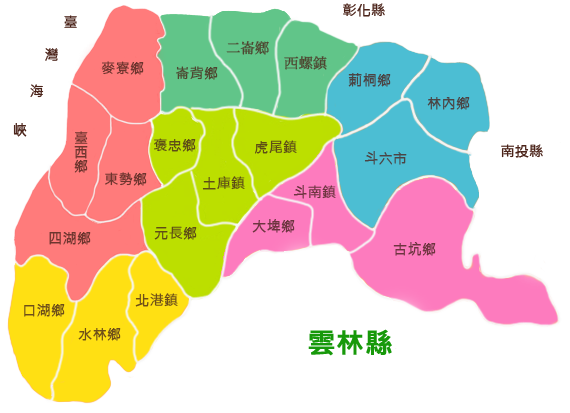 彰化縣
臺灣海峽
二崙鄉
西螺鎮
麥寮鄉
崙背鄉
莿桐鄉
林內鄉
臺西鄉
褒忠鄉
虎尾鎮
斗六市
南投縣
東勢鄉
土庫鎮
斗南鎮
四湖鄉
元長鄉
大埤鄉
古坑鄉
口湖鄉
北港鎮
水林鄉
雲林縣